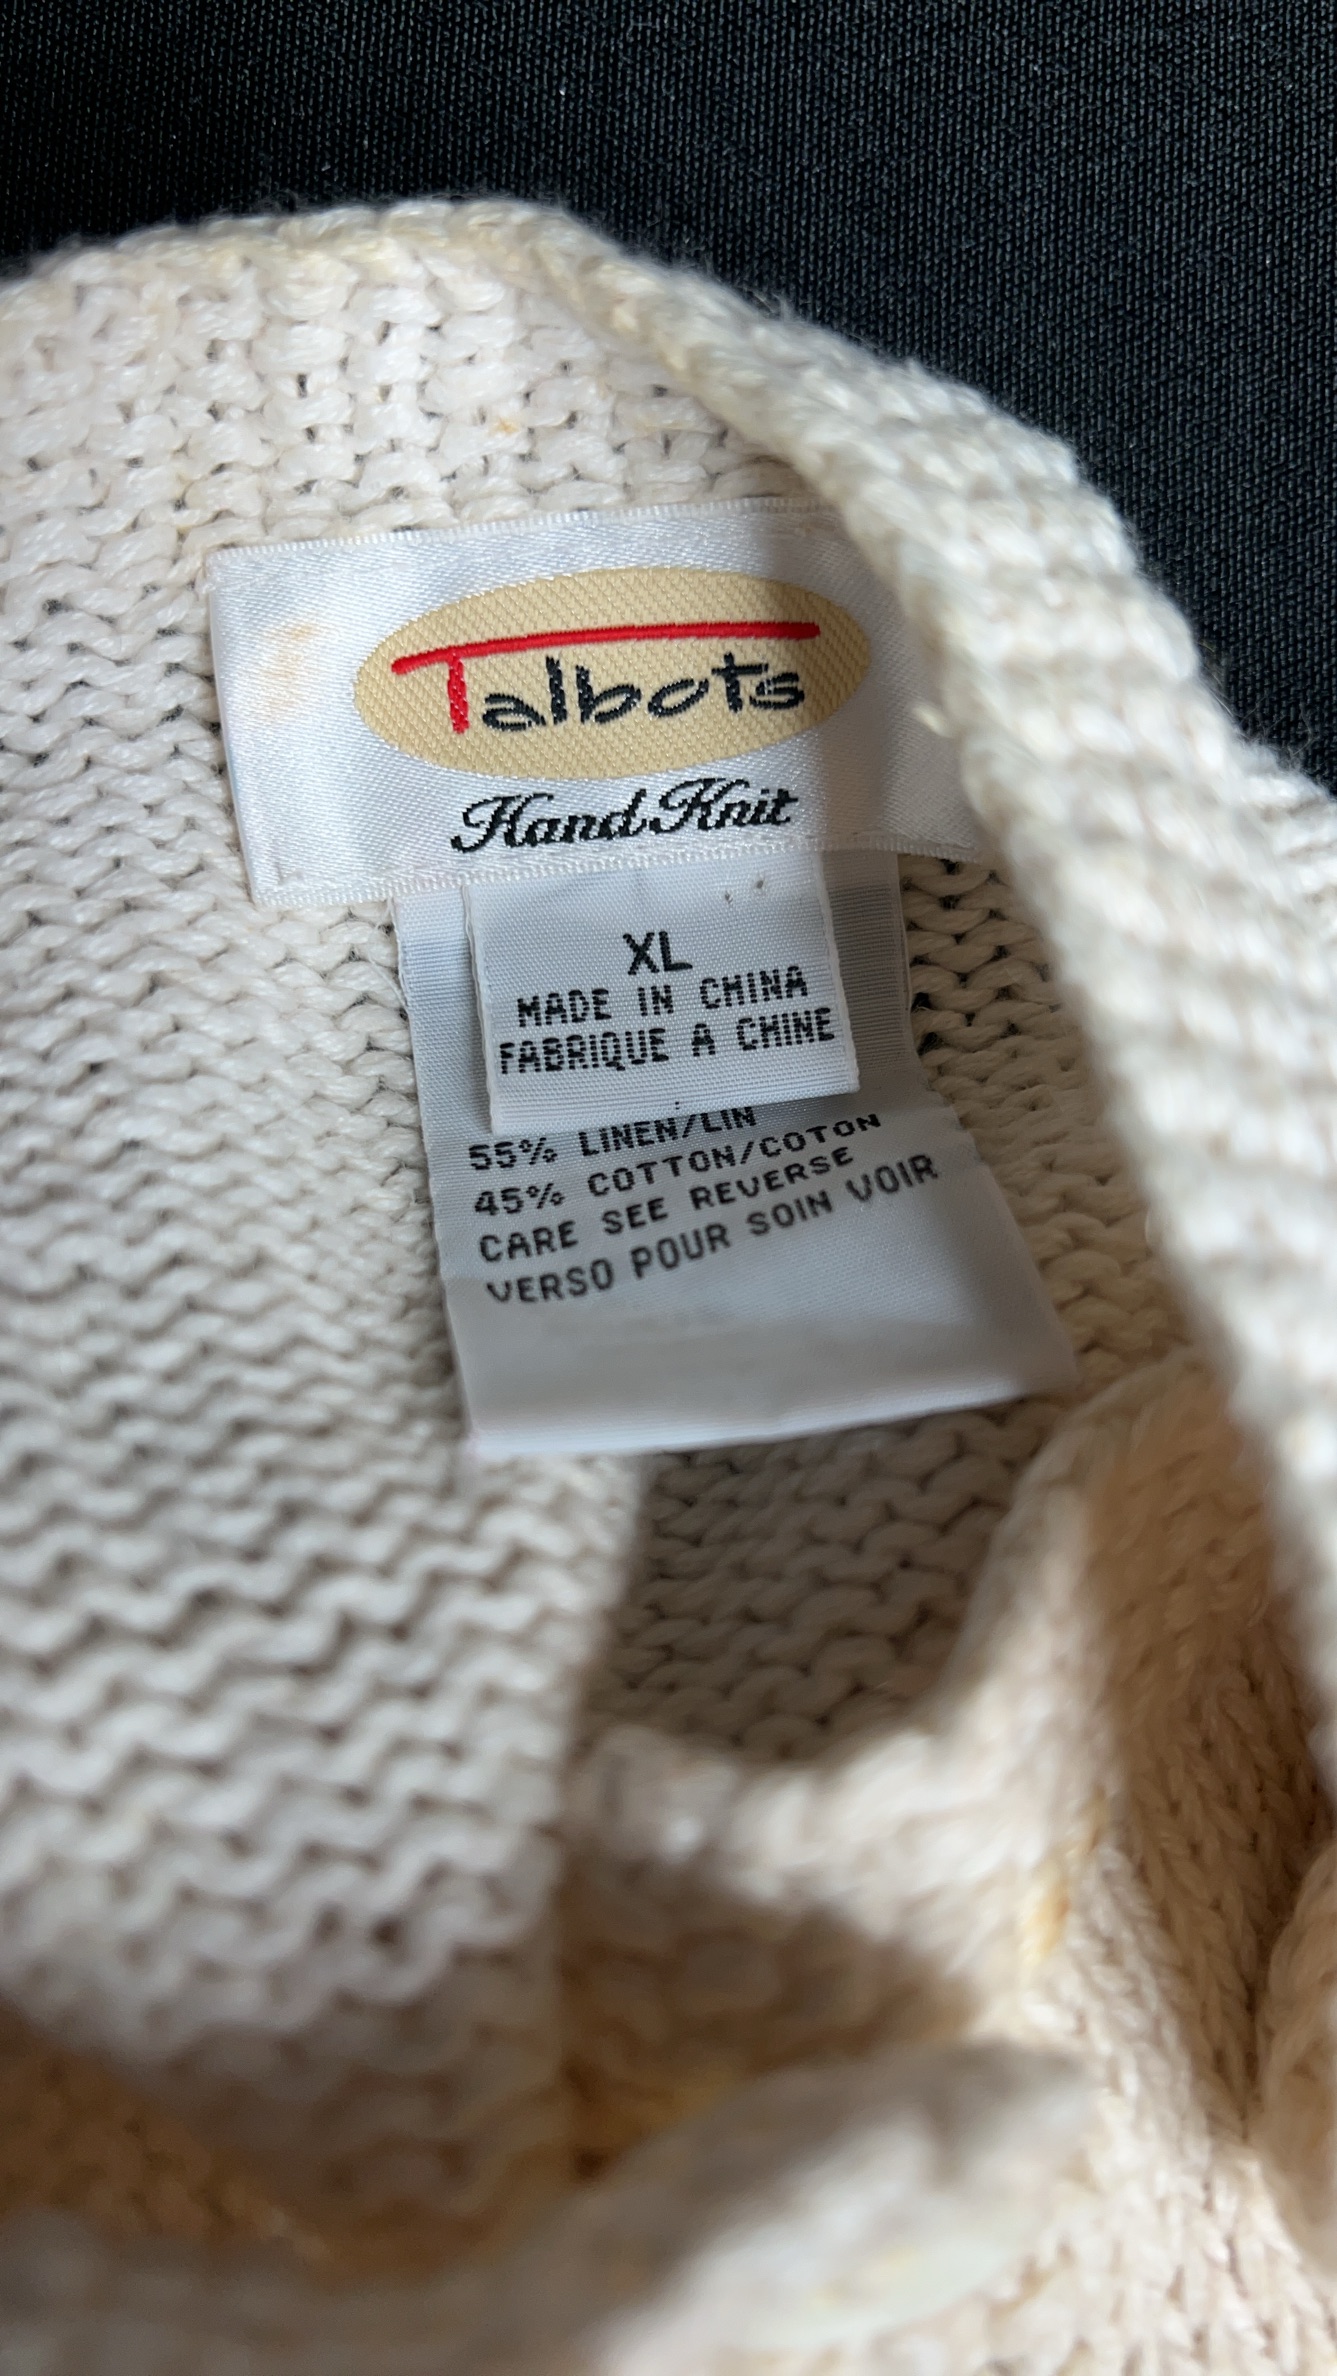 Talbots
Hand Knit
XL
MADE IN CHINA
FABRIQUE A CHINE
55% LINEN/LIN
45% COTTON/COTON
CARE SEE REVERSE
VERSO POUR SOIN VOIR